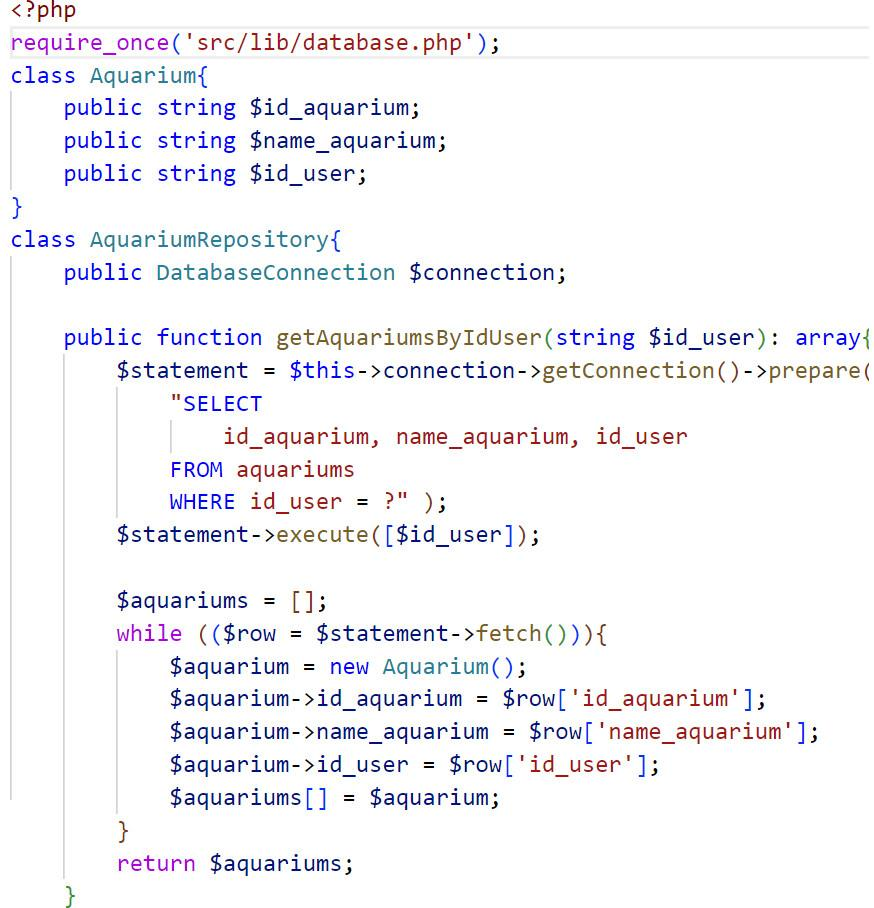 <?php
require_once('src/lib/database.php');
class Aquarium{
    public string $id_aquarium;
    public string $name_aquarium;
    public string $id_user;
}
class AquariumRepository{
    public DatabaseConnection $connection;

    public function getAquariumsByIdUser(string $id_user): array{
        $statement = $this->connection->getConnection()->prepare(
            "SELECT
                id_aquarium, name_aquarium, id_user
            FROM aquariums
            WHERE id_user = ?" );
        $statement->execute([$id_user]);

        $aquariums = [];
        while (($row = $statement->fetch())){
            $aquarium = new Aquarium();
            $aquarium->id_aquarium = $row['id_aquarium'];
            $aquarium->name_aquarium = $row['name_aquarium'];
            $aquarium->id_user = $row['id_user'];
            $aquariums[] = $aquarium;
        }
        return $aquariums;
    }